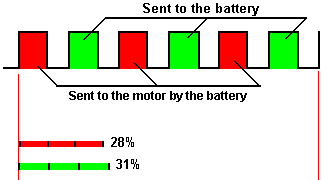 Sent to the battery
Sent to the motor by the battery
28%
31%